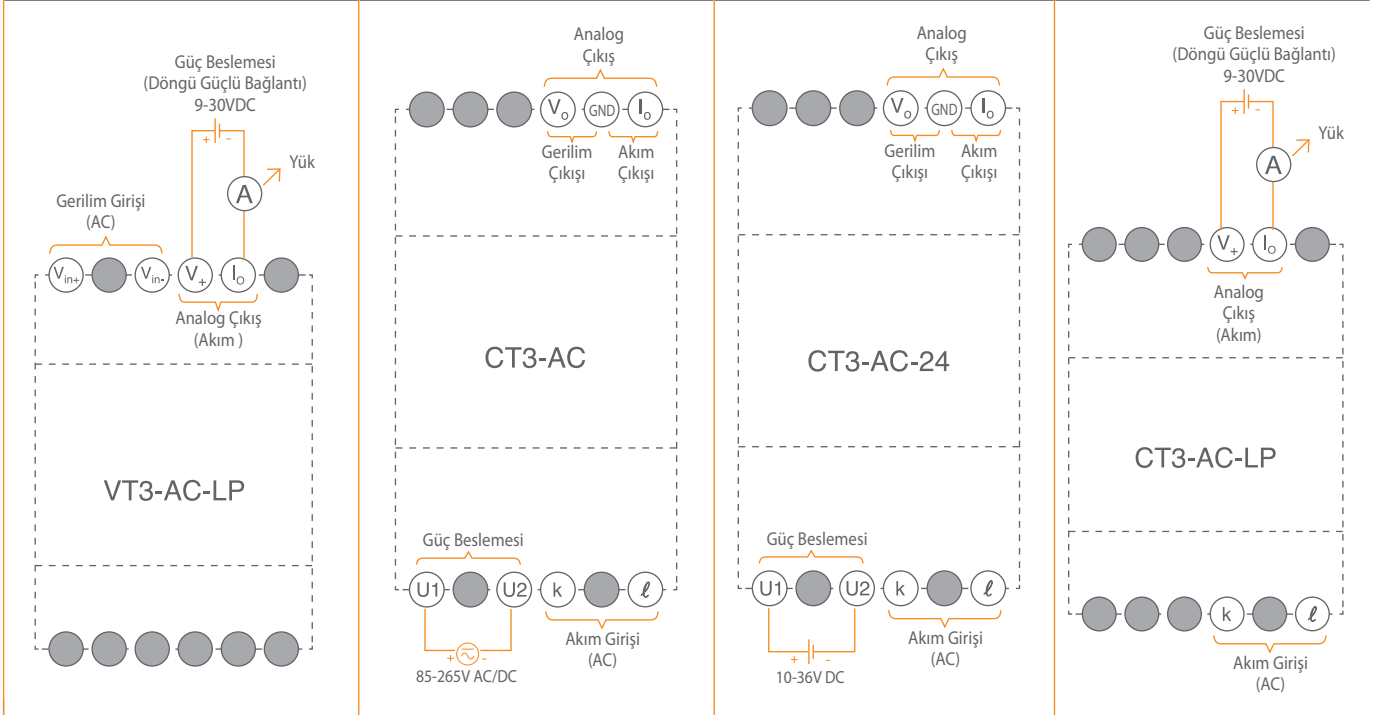 Güç Beslemesi
(Döngü Güçlü Bağlantı)
9-30VDC
+ -
Yük
A
Gerilim Girişi
(AC)
Vin+ Vin- V+ IO
Analog Çıkış
(Akım )
VT3-AC-LP
Analog
Çıkış
Vo GND Io
Gerilim
Çıkışı
Akım
Çıkışı
CT3-AC
Güç Beslemesi
U1 U2 k ℓ
Akım Girişi
(AC)
+ -
85-265V AC/DC
Analog
Çıkış
Vo GND Io
Gerilim
Çıkışı
Akım
Çıkışı
CT3-AC-24
Güç Beslemesi
U1 U2 k ℓ
Akım Girişi
(AC)
+ -
10-36V DC
Güç Beslemesi
(Döngü Güçlü Bağlantı)
9-30VDC
+ -
Yük
A
V+ IO
Analog
Çıkış
(Akım)
CT3-AC-LP
k ℓ
Akım Girişi
(AC)